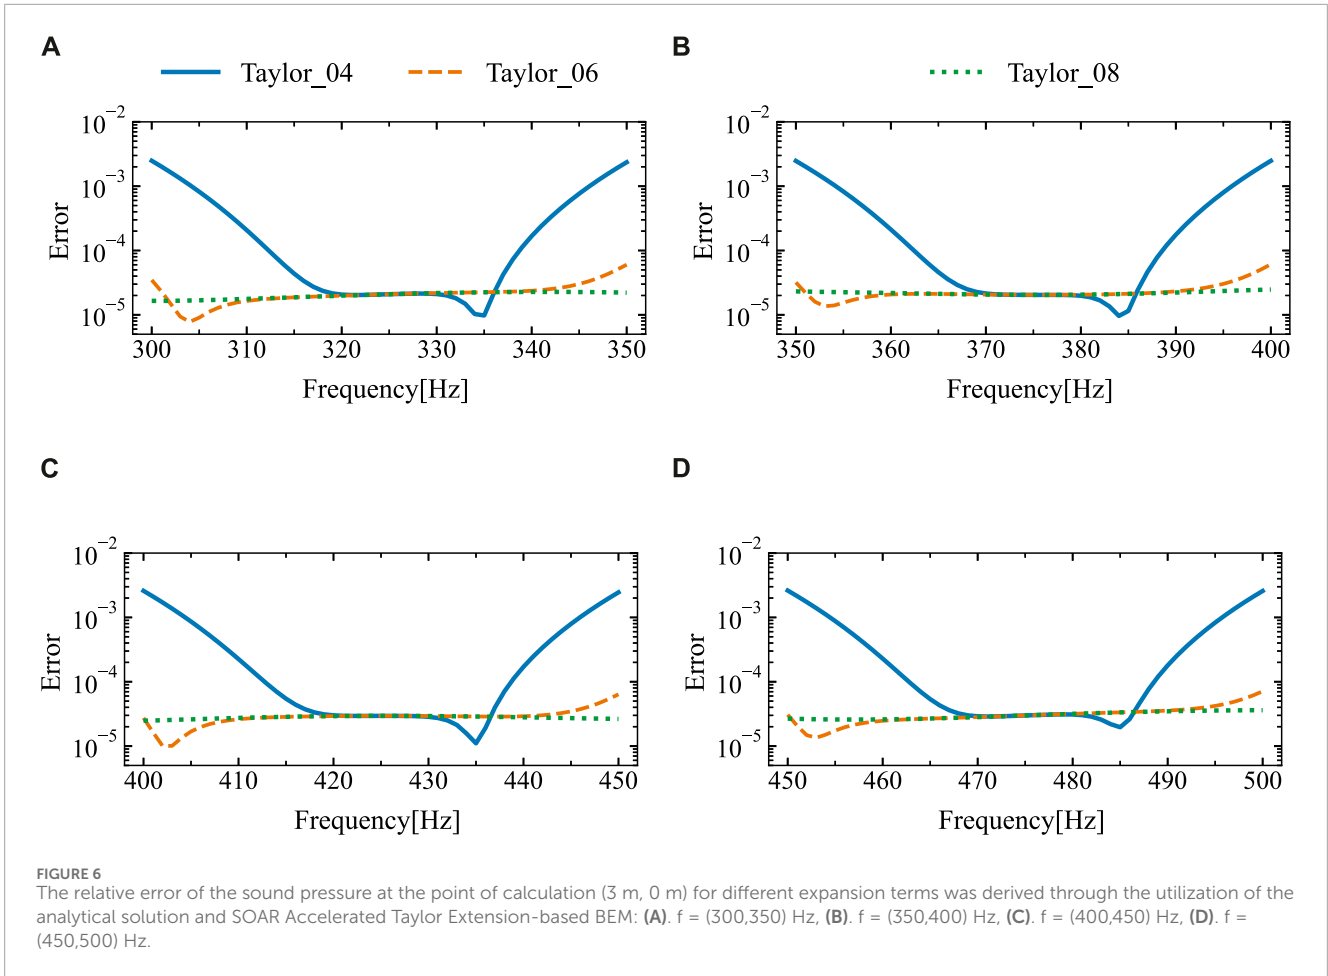 A
B
Taylor_04
Taylor_06
Taylor_08
10−2
10−3
10−4
10−5
Error
300 310 320 330 340 350
Frequency[Hz]
10−2
10−3
10−4
10−5
Error
350 360 370 380 390 400
Frequency[Hz]
C
D
10−2
10−3
10−4
10−5
Error
400 410 420 430 440 450
Frequency[Hz]
10−2
10−3
10−4
10−5
Error
450 460 470 480 490 500
Frequency[Hz]
FIGURE 6
The relative error of the sound pressure at the point of calculation (3 m, 0 m) for different expansion terms was derived through the utilization of the
analytical solution and SOAR Accelerated Taylor Extension-based BEM: (A). f = (300,350) Hz, (B). f = (350,400) Hz, (C). f = (400,450) Hz, (D). f =
(450,500) Hz.